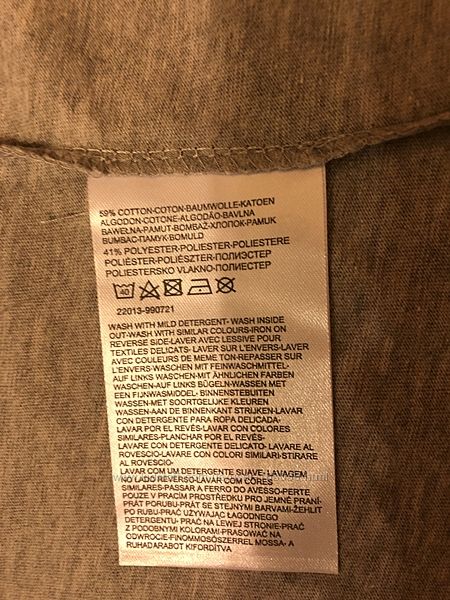 59% COTTON-COTON-BAUMWOLLE-KATOEN
ALGODON-COTONE-ALGODÃO-BAVLNA
BAWEŁNA-PAMUT-BOMBAŽ-ХЛОПОК-PAMUK
BUMBAC-ПАМУК-BOMULD
41% POLYESTER-POLIESTER-POLIESTERE
POLIÉSTER-POLIÉSZTER-ПОЛИЭСТЕР
POLIESTERSKO VLAKNO-ПОЛИЕСТЕР
40
22013-990721
WASH WITH MILD DETERGENT- WASH INSIDE
OUT-WASH WITH SIMILAR COLOURS-IRON ON
REVERSE SIDE-LAVER AVEC LESSIVE POUR
TEXTILES DELICATS- LAVER SUR L'ENVERS-LAVER
AVEC COULEURS DE MEME TON-REPASSER SUR
L'ENVERS-WASCHEN MIT FEINWASCHMITTEL-
AUF LINKS WASCHEN-MIT ÄHNLICHEN FARBEN
WASCHEN-AUF LINKS BÜGELN-WASSEN MET
EEN FIJNWASMIDDEL- BINNENSTEBUITEN
WASSEN-MET SOORTGELIJKE KLEUREN
WASSEN-AAN DE BINNENKANT STRIJKEN-LAVAR
CON DETERGENTE PARA ROPA DELICADA-
LAVAR POR EL REVÉS-LAVAR CON COLORES
SIMILARES-PLANCHAR POR EL REVÉS-
LAVARE CON DETERGENTE DELICATO- LAVARE AL
ROVESCIO-LAVARE CON COLORI SIMILARI-STIRARE
AL ROVESCIO-
LAVAR COM UM DETERGENTE SUAVE-LAVAGEM
DO LADO REVERSO-LAVAR COM CÔRES
SIMILARES-PASSAR A FERRO DO AVESSO-PERTE
POUZE V PRACÍM PROSTŘEDKU PRO JEMNÉ PRANÍ-
PRÁT PORUBU-PRÁT SE STEJNÝMI BARVAMI-ŽEHLIT
PO RUBU-PRAĆ UŻYWAJĄC ŁAGODNEGO
DETERGENTU- PRAĆ NA LEWEJ STRONIE-PRAĆ
Z PODOBNYMI KOLORAMI-PRASOWAĆ NA
ODWROCIE-FINOMMOSÓSZERREL MOSSA- A
RUHADARABOT KIFORDÍTVA